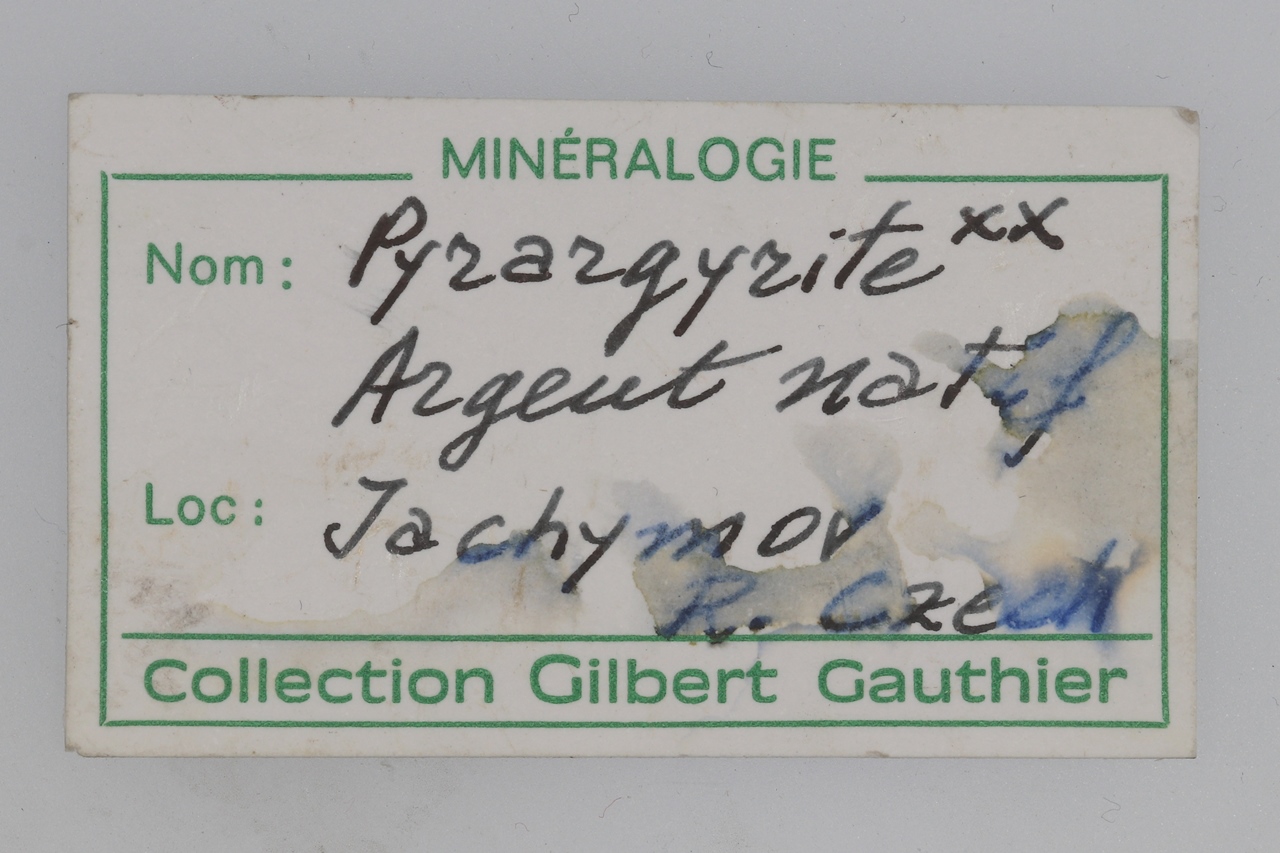 MINÉRALOGIE
Nom: Pyrargyrite xx
Argent natif
Loc: Jachymov
R. Czech
Collection Gilbert Gauthier